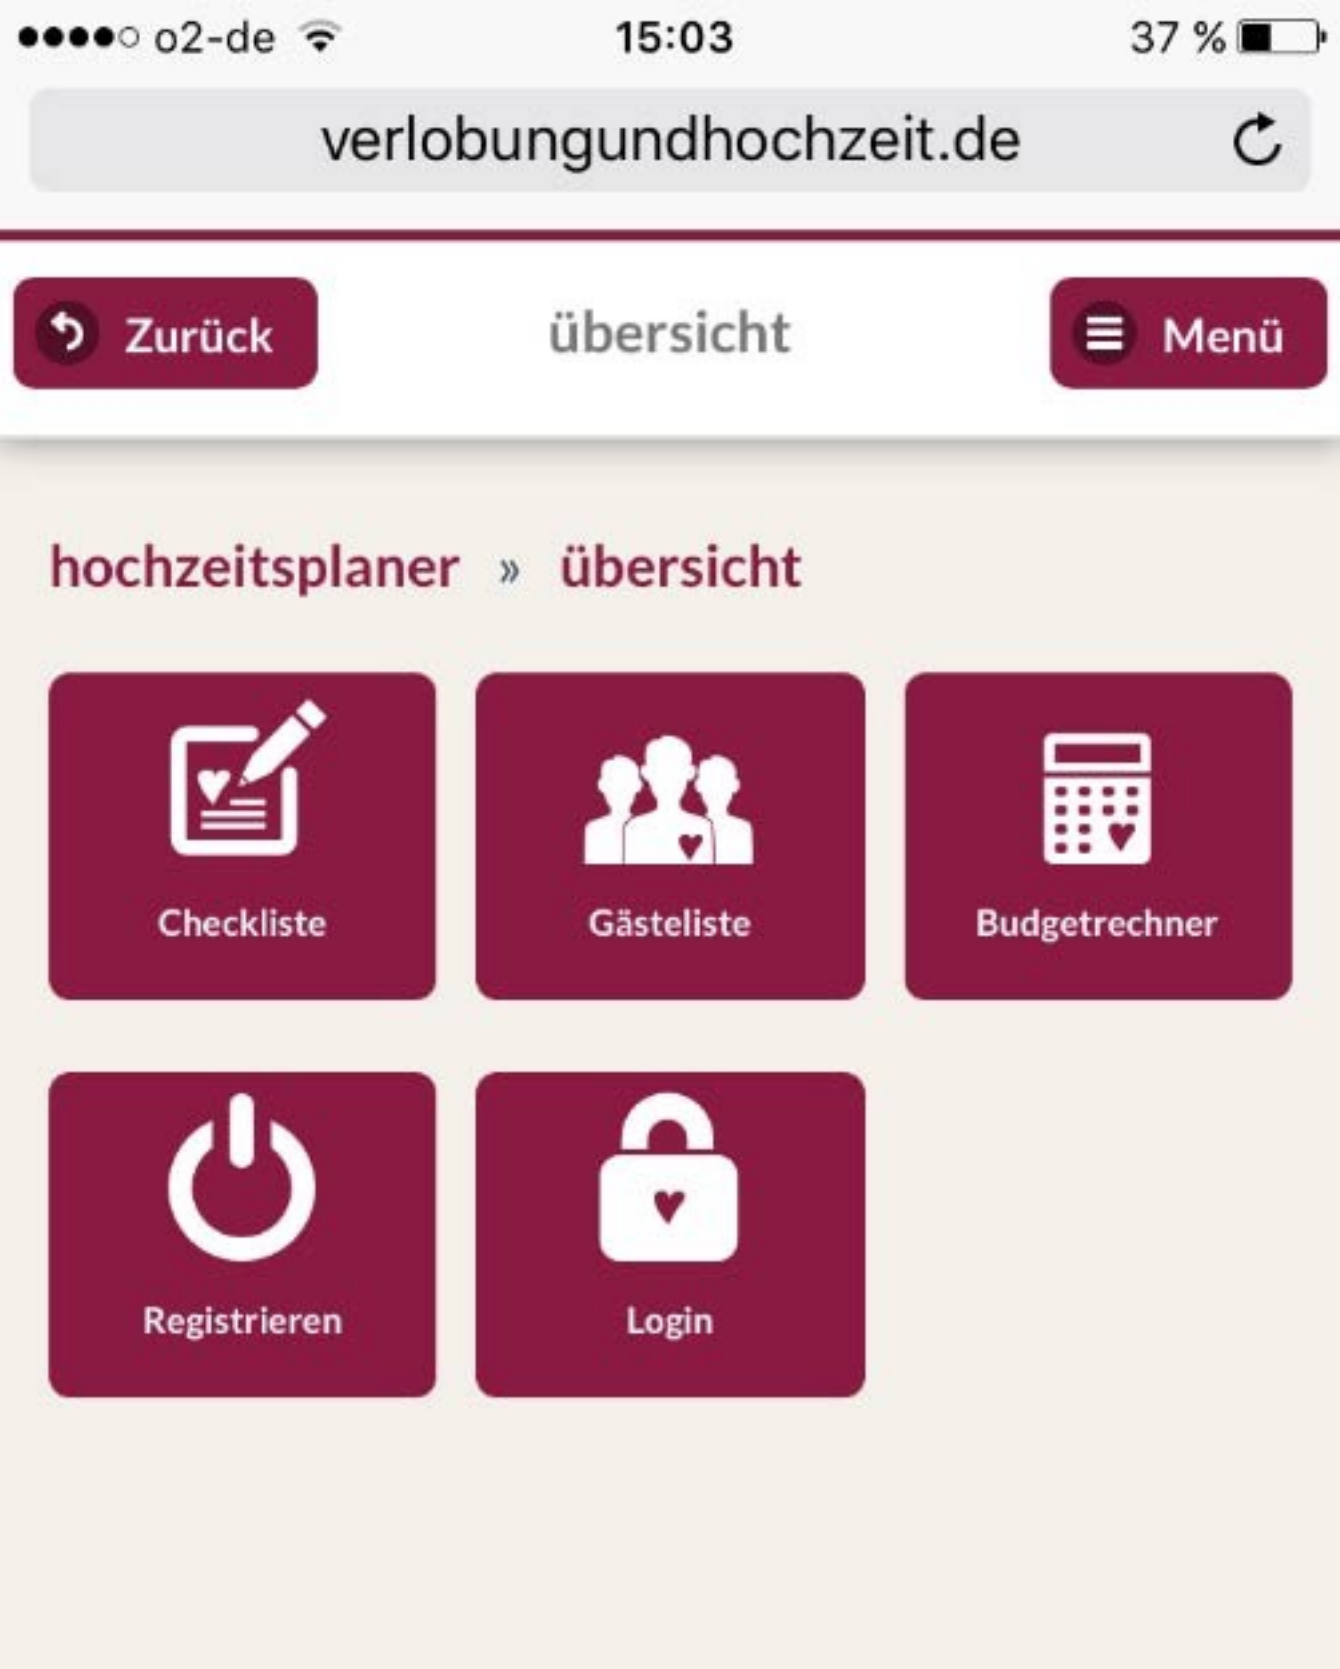 o2-de 15:03 37 %
verlobungundhochzeit.de
Zurück übersicht Menü
hochzeitsplaner » übersicht
Checkliste Gästeliste Budgetrechner
Registrieren Login